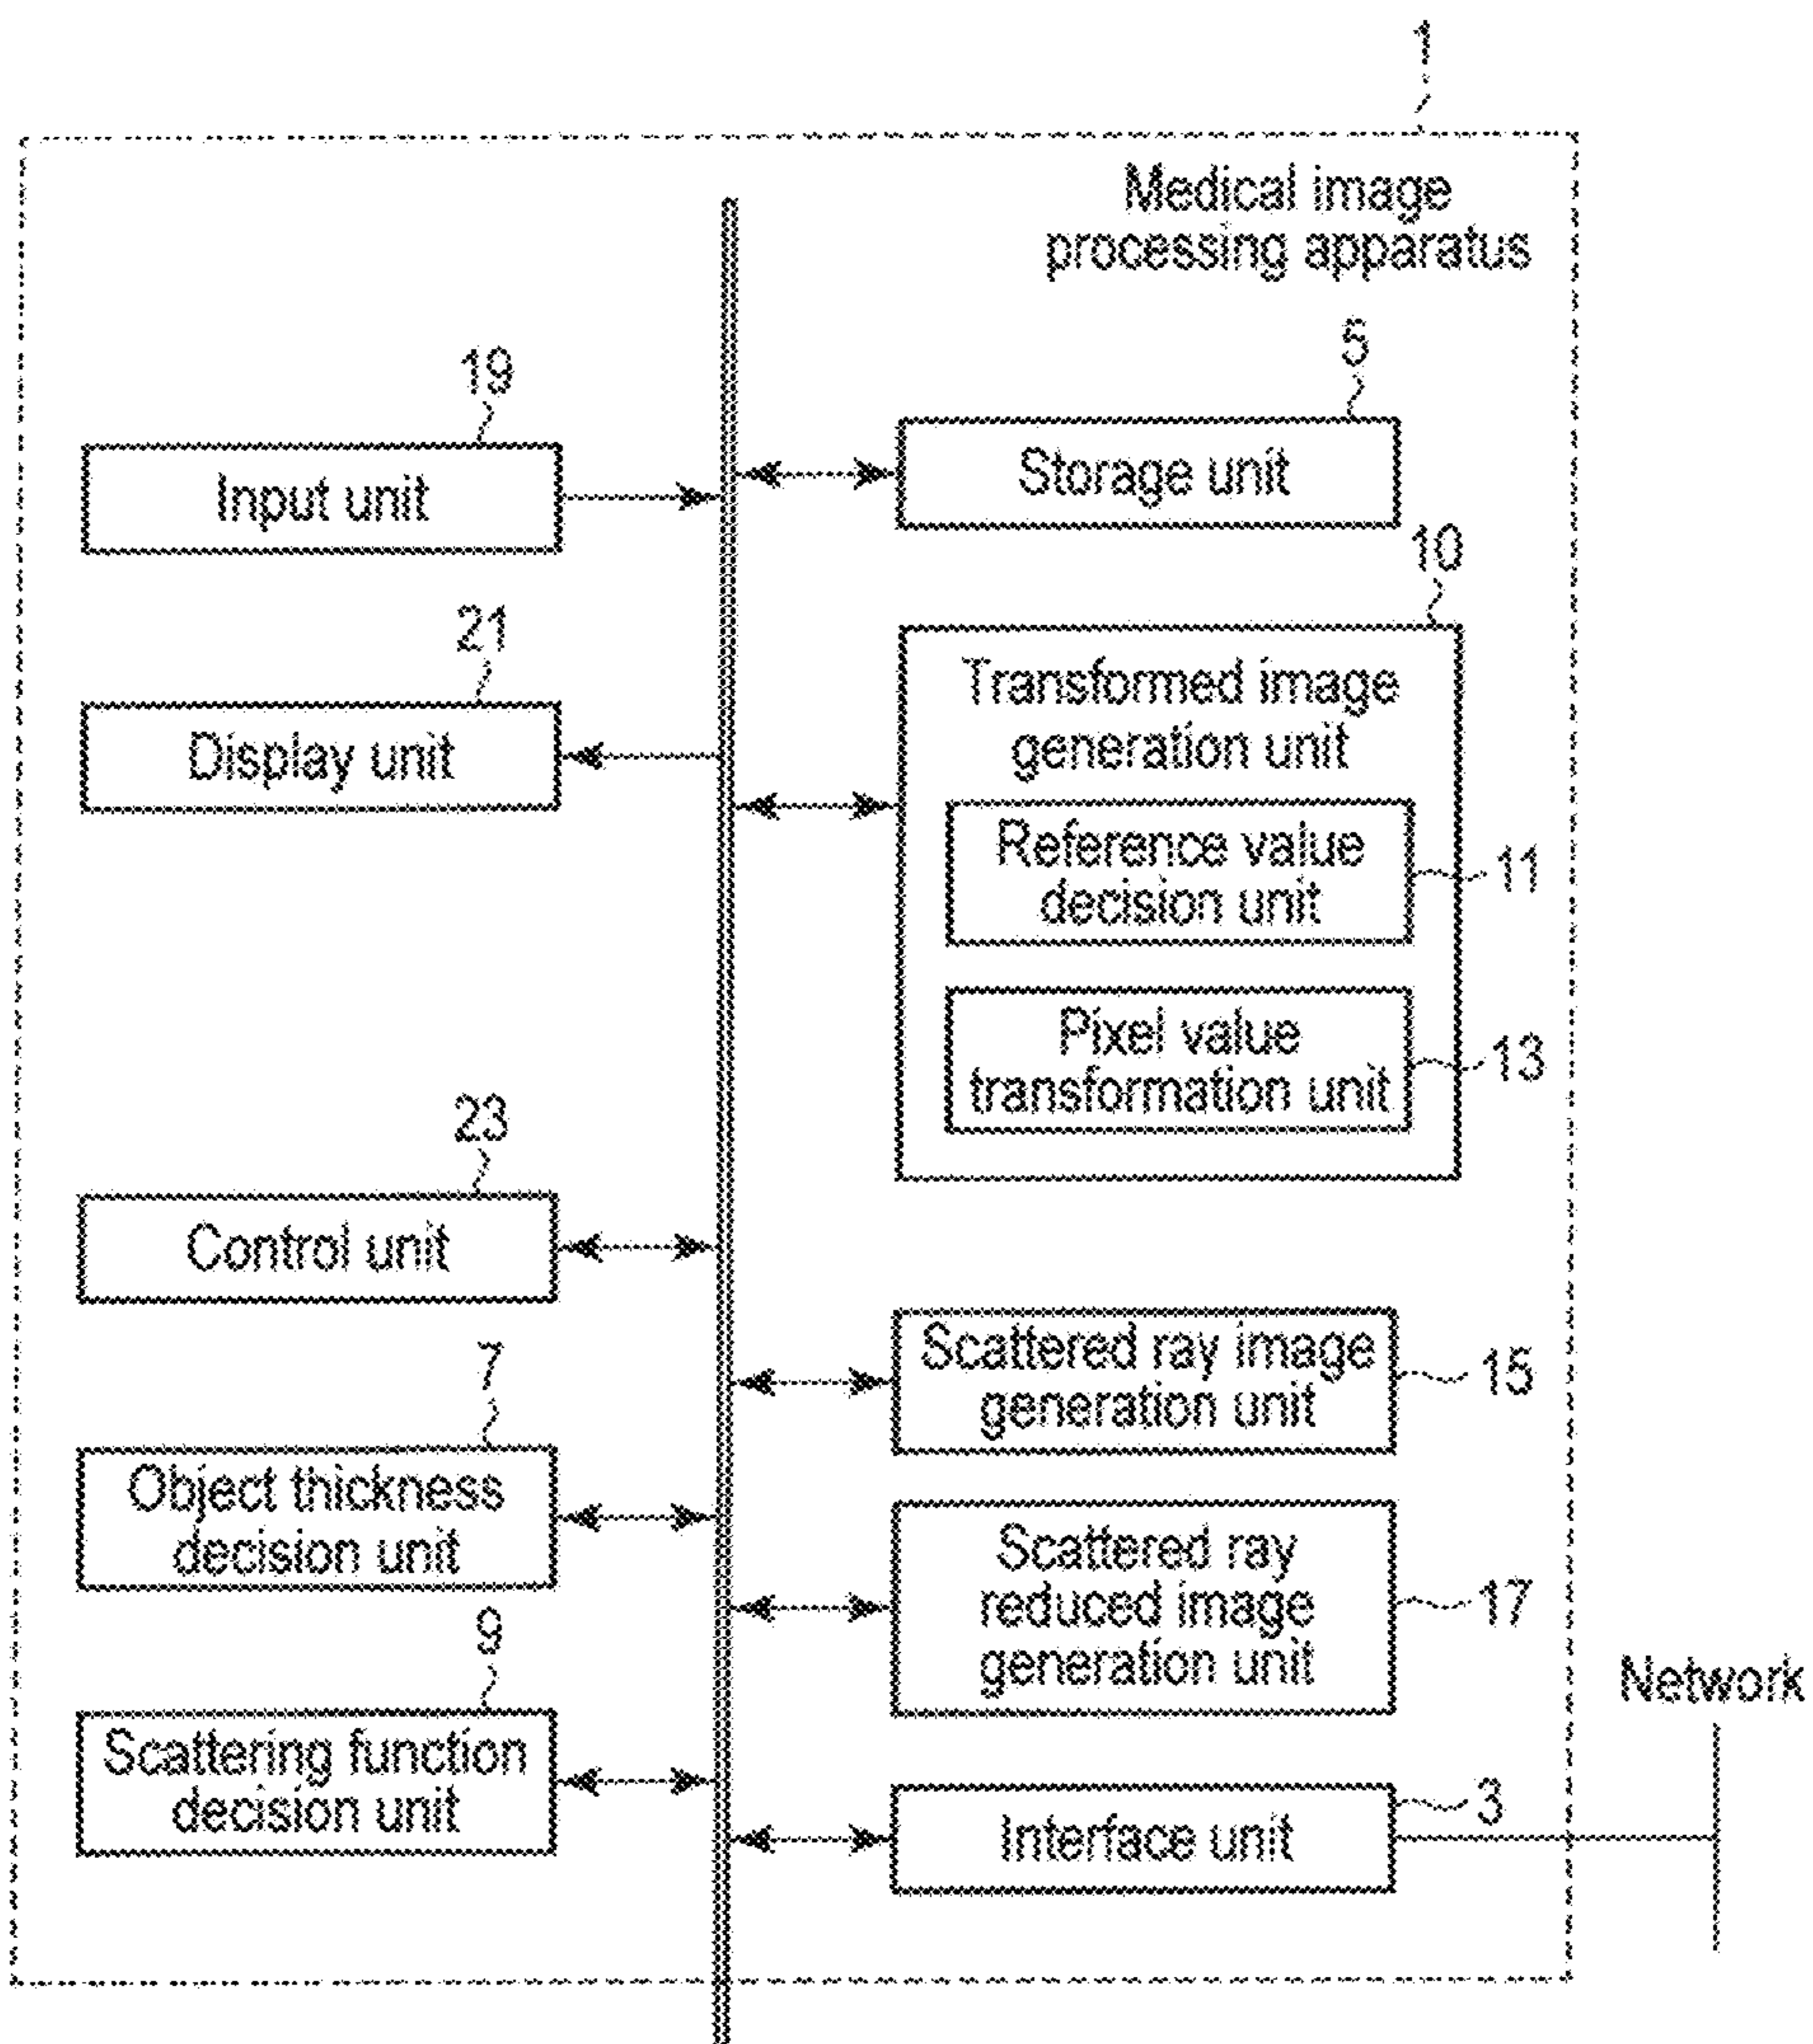 1
Medical image
processing apparatus
19
Input unit
5
Storage unit
21
Display unit
10
Transformed image
generation unit
Reference value
decision unit
11
Pixel value
transformation unit
13
23
Control unit
Scattered ray image
generation unit
15
7
Object thickness
decision unit
Scattered ray
reduced image
generation unit
17
9
Scattering function
decision unit
Interface unit
3
Network